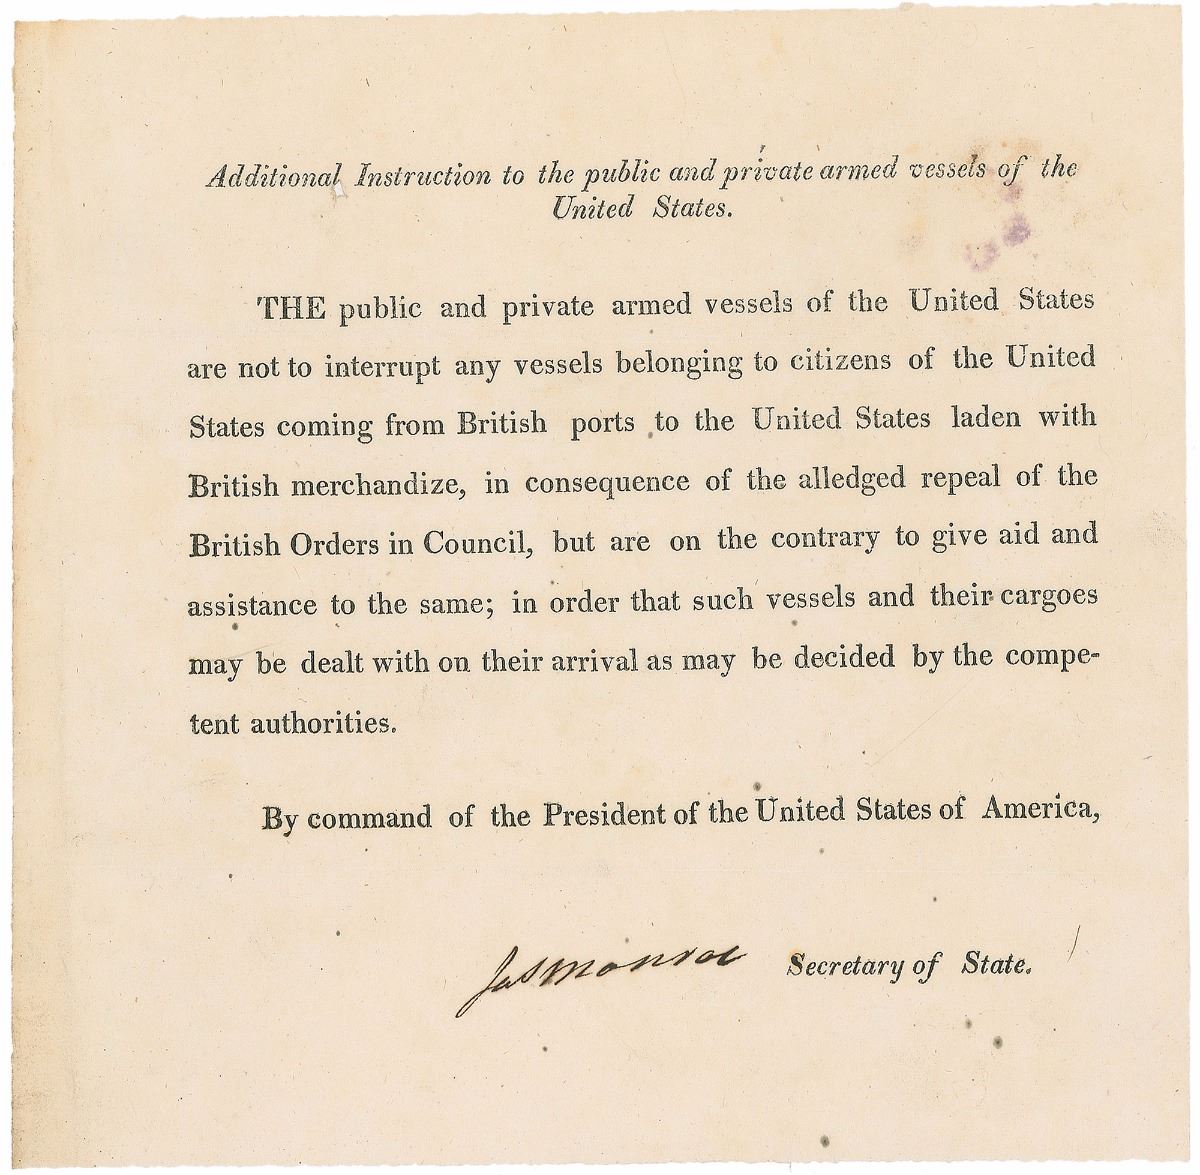 Additional Instruction to the public and private armed vessels of the
United States.
THE public and private armed vessels of the United States
are not to interrupt any vessels belonging to citizens of the United
States coming from British ports to the United States laden with
British merchandize, in consequence of the alledged repeal of the
British Orders in Council, but are on the contrary to give aid and
assistance to the same; in order that such vessels and their cargoes
may be dealt with on their arrival as may be decided by the compe-
tent authorities.
By command of the President of the United States of America,
Jas Monroe Secretary of State.